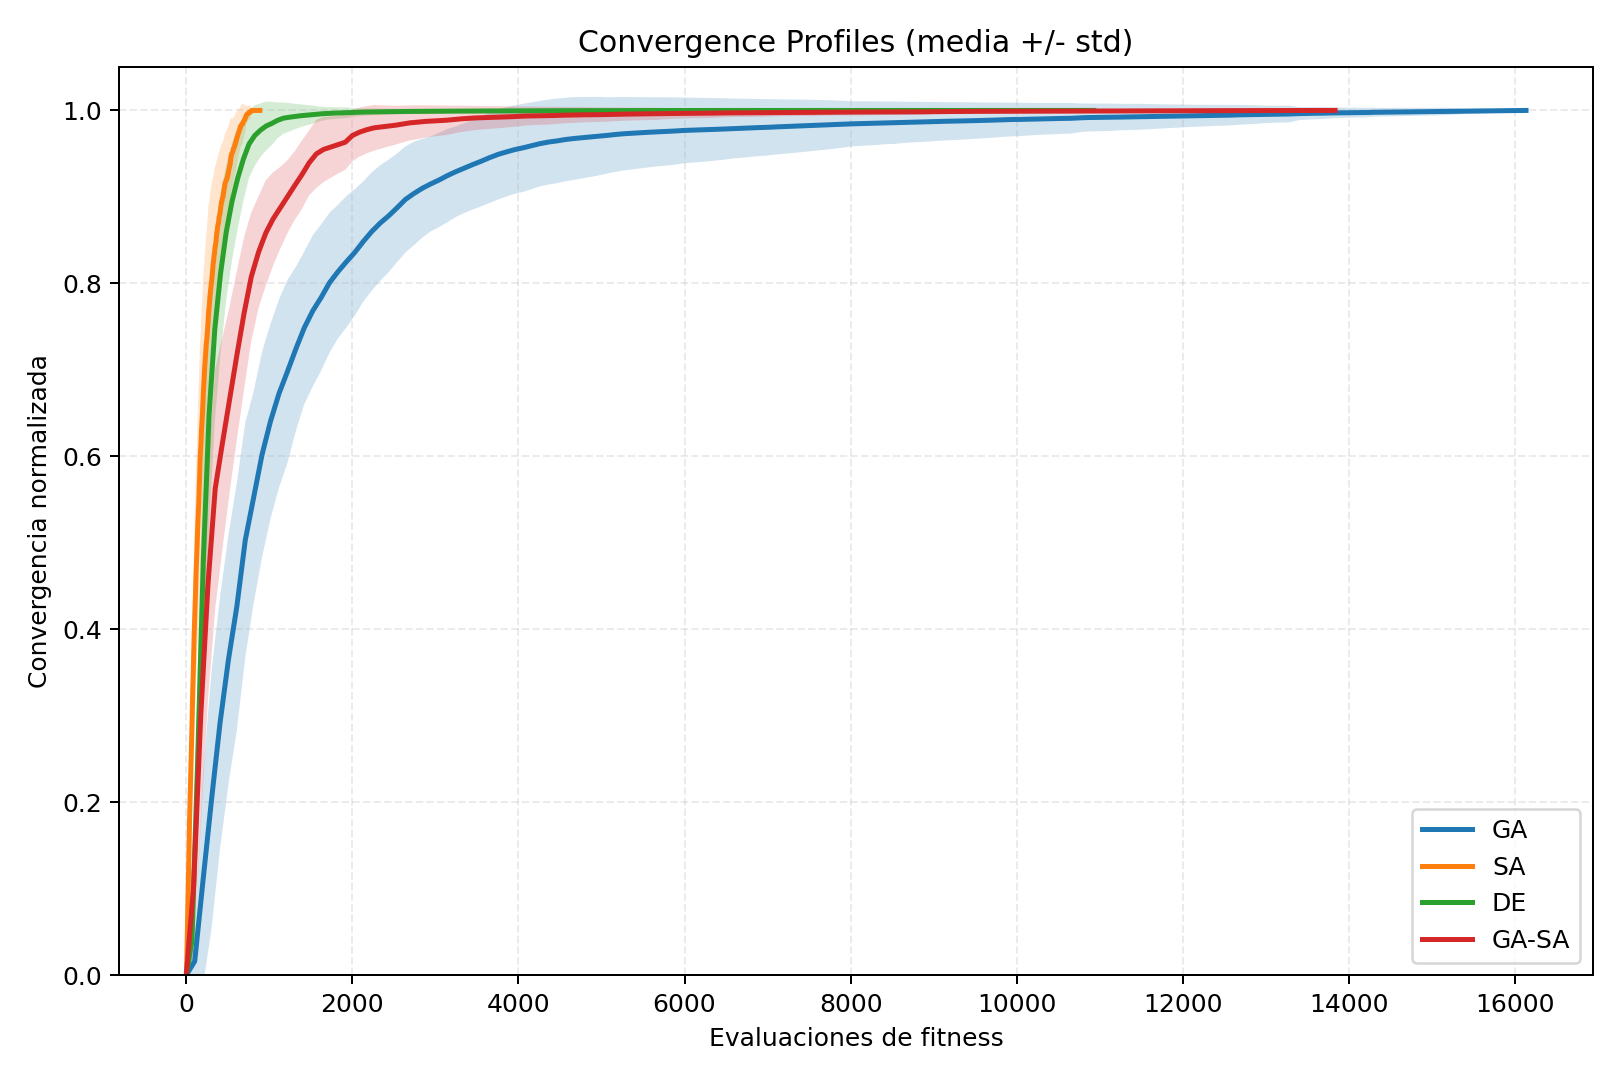 Convergence Profiles (media +/- std)
Convergencia normalizada
1.0
0.8
0.6
0.4
0.2
0.0
0
2000
4000
6000
8000
10000
12000
14000
16000
Evaluaciones de fitness
GA
SA
DE
GA-SA